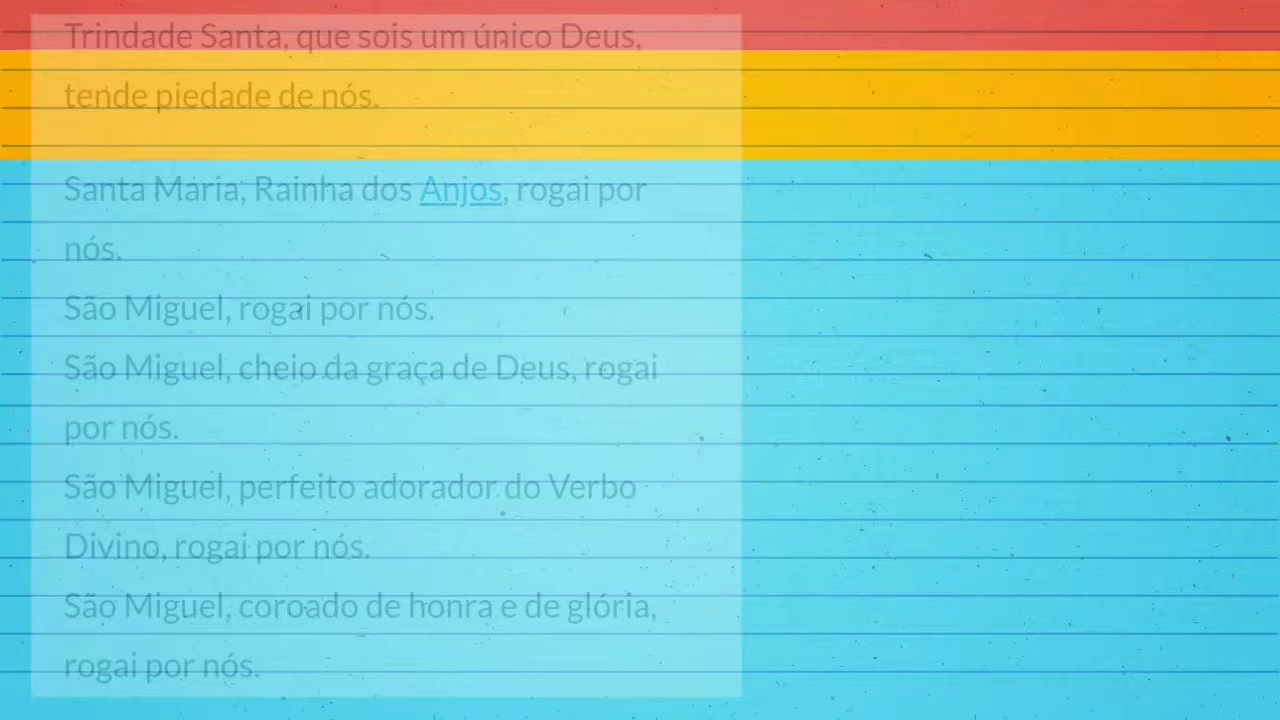 Trindade Santa, que sois um único Deus,
tende piedade de nós.
Santa Maria, Rainha dos Anjos, rogai por
nós.
São Miguel, rogai por nós.
São Miguel, cheio da graça de Deus, rogai
por nós.
São Miguel, perfeito adorador do Verbo
Divino, rogai por nós.
São Miguel, coroado de honra e de glória,
rogai por nós.